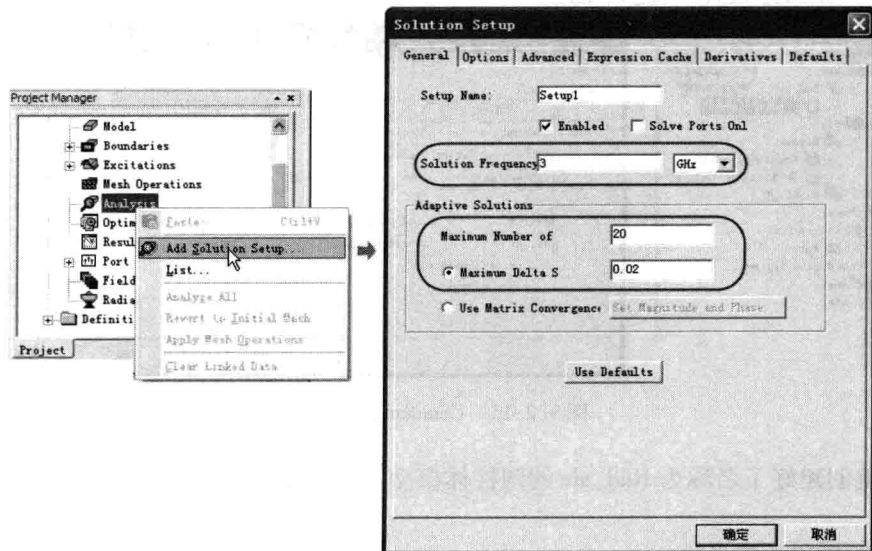 Project Manager
Model
Boundaries
Excitations
Mesh Operations
Analysis
Optim
Resul
Port
Field
Radia
Definiti
Project
Paste Ctrl+V
Add Solution Setup...
List...
Analyze All
Revert to Initial Mesh
Apply Mesh Operations
Clear Linked Data
Solution Setup
General Options Advanced Expression Cache Derivatives Defaults
Setup Name: Setup1
Enabled Solve Ports Onl
Solution Frequency 3 GHz
Adaptive Solutions
Maximum Number of 20
Maximum Delta S 0.02
Use Matrix Convergence Set Magnitude and Phase
Use Defaults
确定 取消